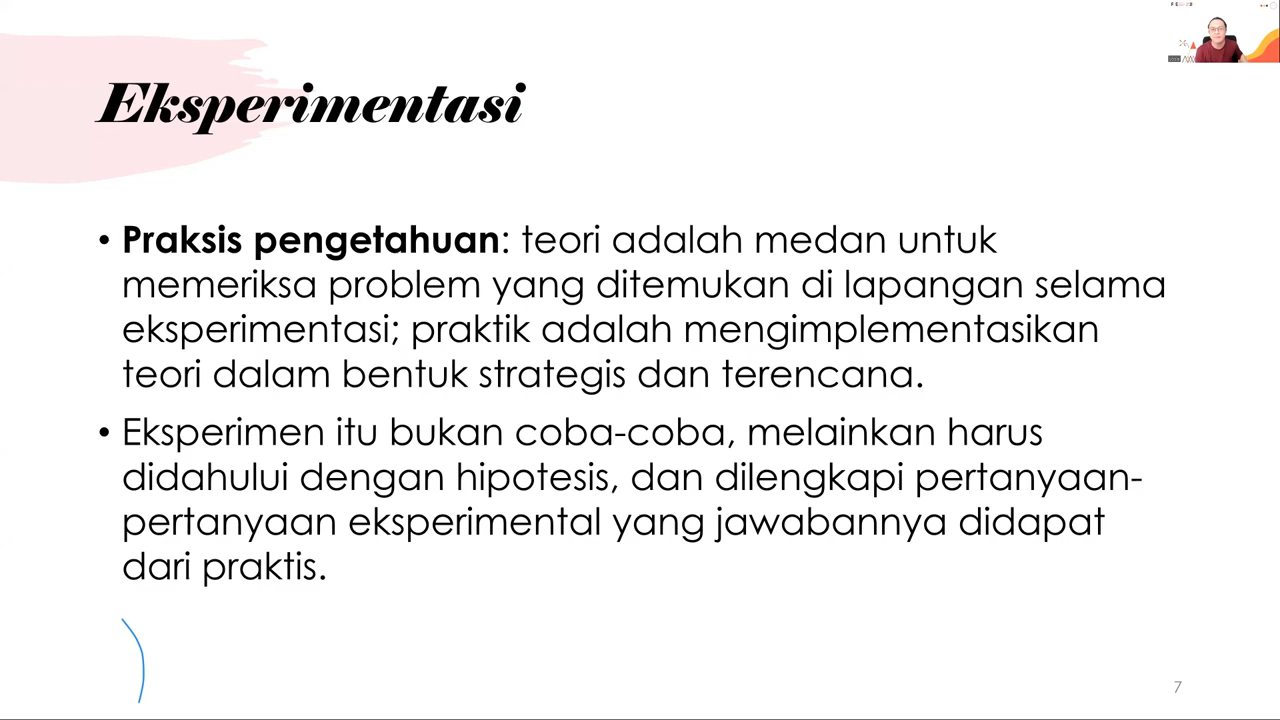 Eksperimentasi
• Praksis pengetahuan: teori adalah medan untuk
memeriksa problem yang ditemukan di lapangan selama
eksperimentasi; praktik adalah mengimplementasikan
teori dalam bentuk strategis dan terencana.
• Eksperimen itu bukan coba-coba, melainkan harus
didahului dengan hipotesis, dan dilengkapi pertanyaan-
pertanyaan eksperimental yang jawabannya didapat
dari praktis.
7